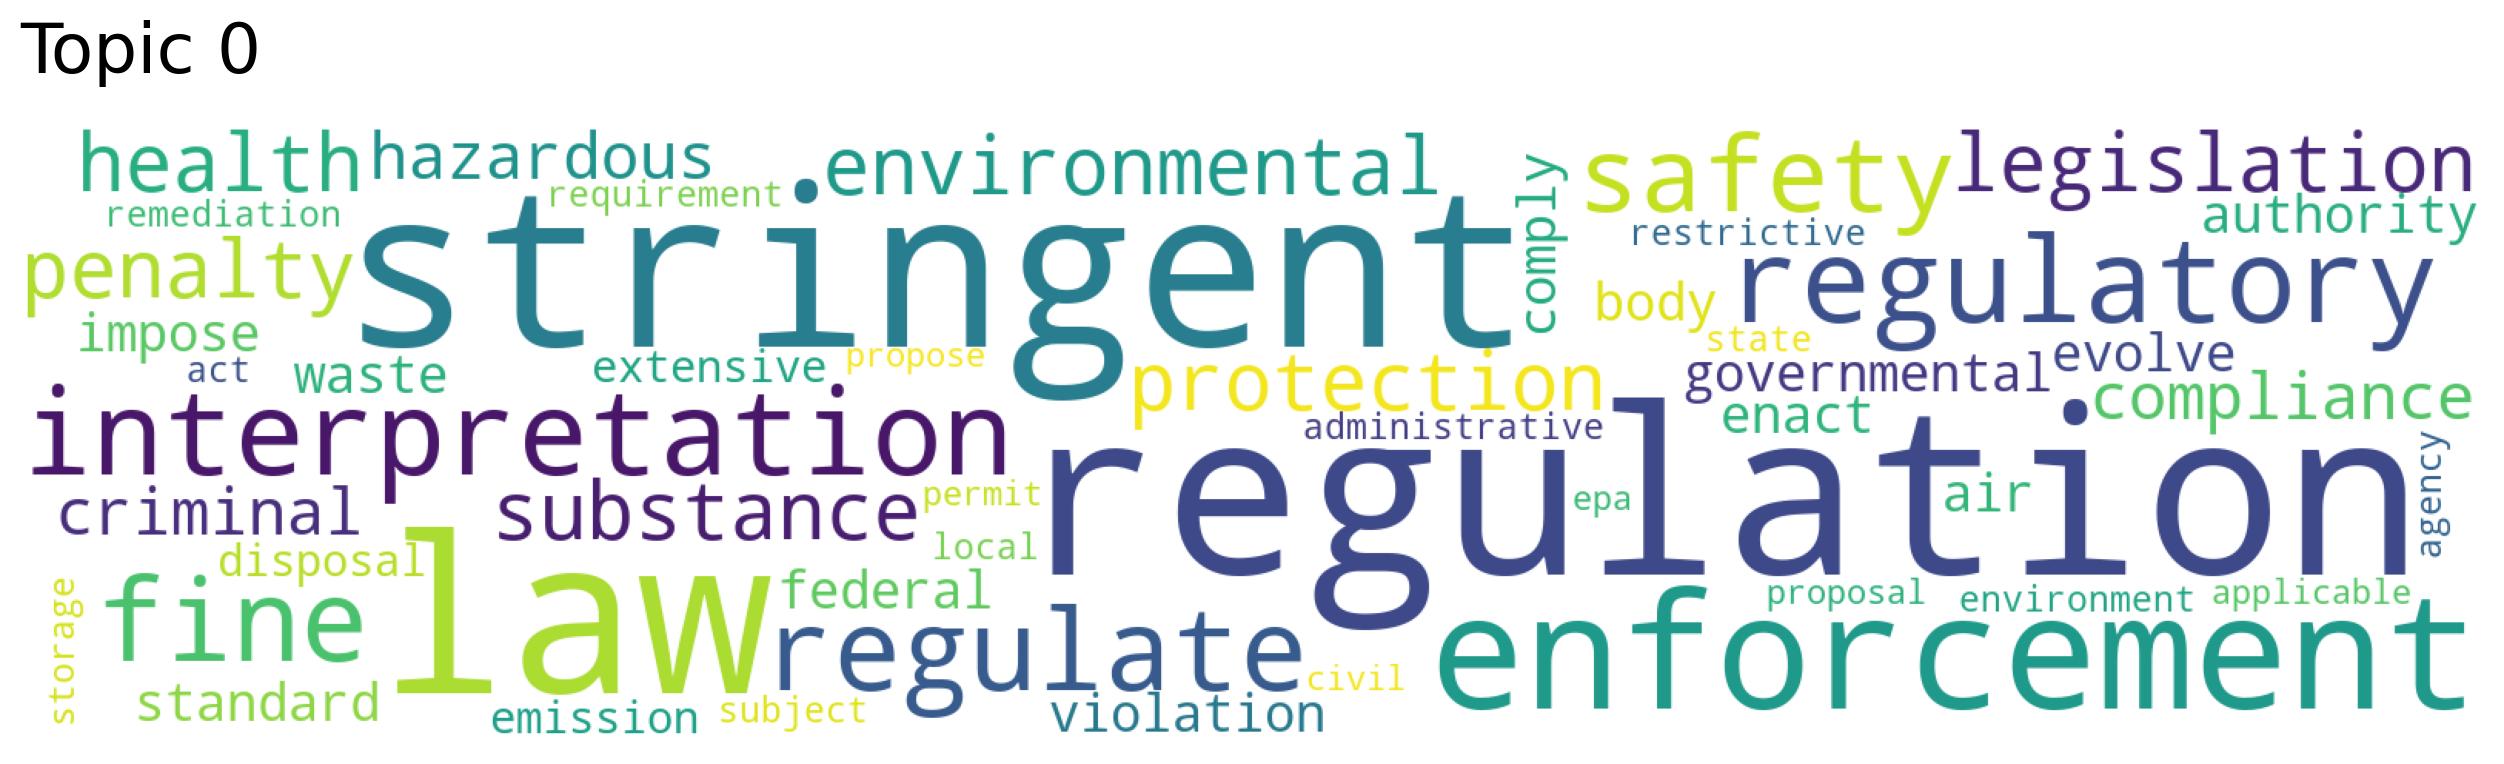 Topic 0
health
hazardous
environmental
safety
legislation
requirement
remediation
comply
restrictive
authority
penalty
stringent
body
regulatory
impose
state
act
waste
extensive
propose
protection
governmental
evolve
enact
compliance
interpretation
administrative
criminal
substance
permit
regulation
epa
air
agency
local
disposal
storage
fine
law
federal
proposal
environment
applicable
regulate
enforcement
civil
standard
emission
subject
violation